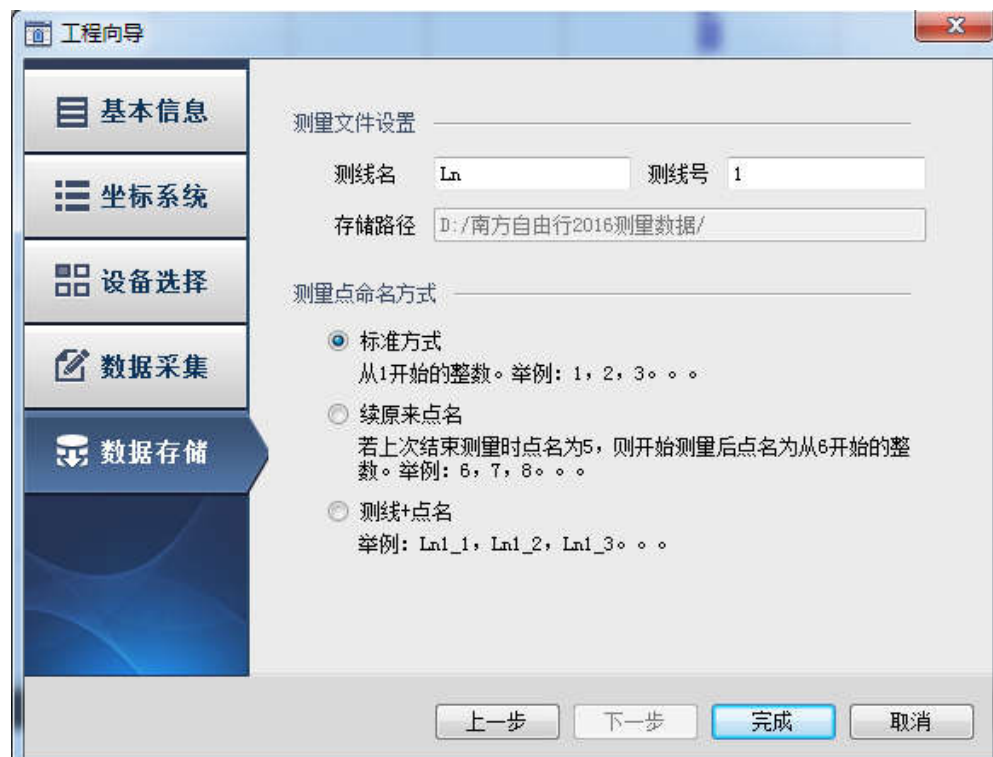 工程向导
基本信息
坐标系统
设备选择
数据采集
数据存储
测量文件设置
测线名 Ln 测线号 1
存储路径 D:/南方自由行2016测量数据/
测量点命名方式
标准方式
从1开始的整数。举例: 1, 2, 3。。。
续原来点名
若上次结束测量时点名为5, 则开始测量后点名为从6开始的整
数。举例: 6, 7, 8。。。
测线+点名
举例: Ln1_1, Ln1_2, Ln1_3。。。
上一步 下一步 完成 取消